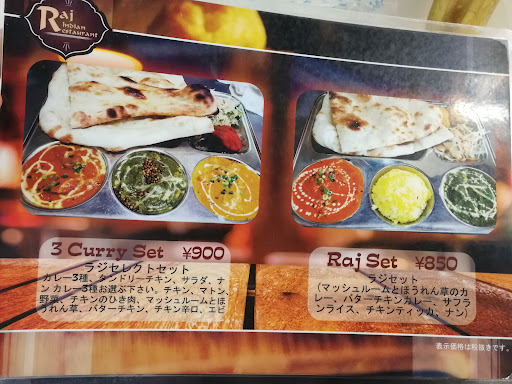 Raj
Indian
Restaurant
3 Curry Set ¥900
ラジセレクトセット
カレー3種、タンドリーチキン、サラダ、ナ
ン カレー3種お選び下さい。チキン、マトン、
野菜、チキンのひき肉、マッシュルームとほ
うれん草、バターチキン、チキン辛口、エビ
Raj Set ¥850
ラジセット
(マッシュルームとほうれん草のカ
レー、バターチキンカレー、サフラ
ンライス、チキンティッカ、ナン)
表示価格は税抜きです。